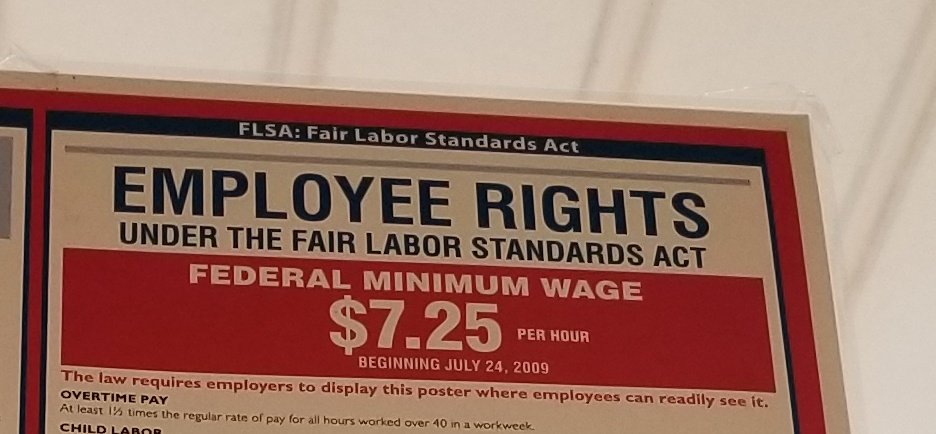 FLSA: Fair Labor Standards Act
EMPLOYEE RIGHTS
UNDER THE FAIR LABOR STANDARDS ACT
FEDERAL MINIMUM WAGE
$7.25 PER HOUR
BEGINNING JULY 24, 2009
The law requires employers to display this poster where employees can readily see it.
OVERTIME PAY
At least 1½ times the regular rate of pay for all hours worked over 40 in a workweek.
CHILD LABOR